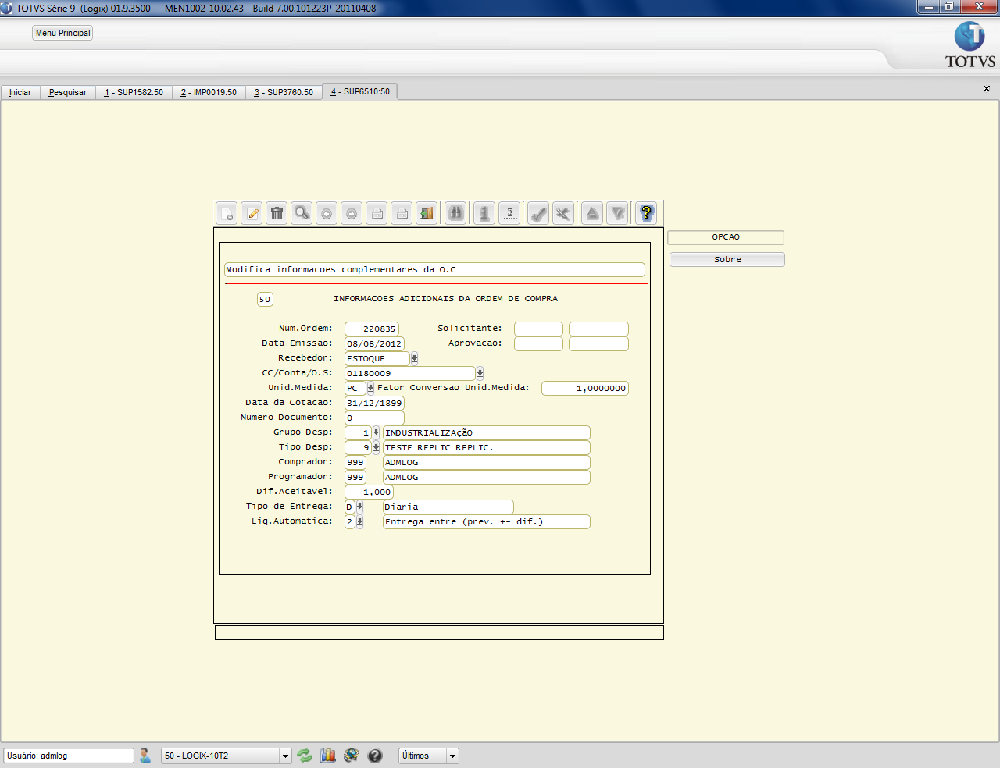 TOTVS Série 9  (Logix) 01.9.3500  -  MEN1002-10.02.43 - Build 7.00.101223P-20110408
Menu Principal
TOTVS
Iniciar Pesquisar 1 - SUP1582:50 2 - IMP0019:50 3 - SUP3760:50 4 - SUP6510:50
OPCAO
Sobre
Modifica informacoes complementares da O.C
50 INFORMACOES ADICIONAIS DA ORDEM DE COMPRA
Num.Ordem: 220835 Solicitante:
Data Emissao: 08/08/2012 Aprovacao:
Recebedor: ESTOQUE
CC/Conta/O.S: 01180009
Unid.Medida: PC Fator Conversao Unid.Medida: 1,0000000
Data da Cotacao: 31/12/1899
Numero Documento: 0
Grupo Desp: 1 INDUSTRIALIZAçãO
Tipo Desp: 9 TESTE REPLIC REPLIC.
Comprador: 999 ADMLOG
Programador: 999 ADMLOG
Dif.Aceitavel: 1,000
Tipo de Entrega: D Diaria
Liq.Automatica: 2 Entrega entre (prev. +- dif.)
Usuário: admlog 50 - LOGIX-10T2 Últimos